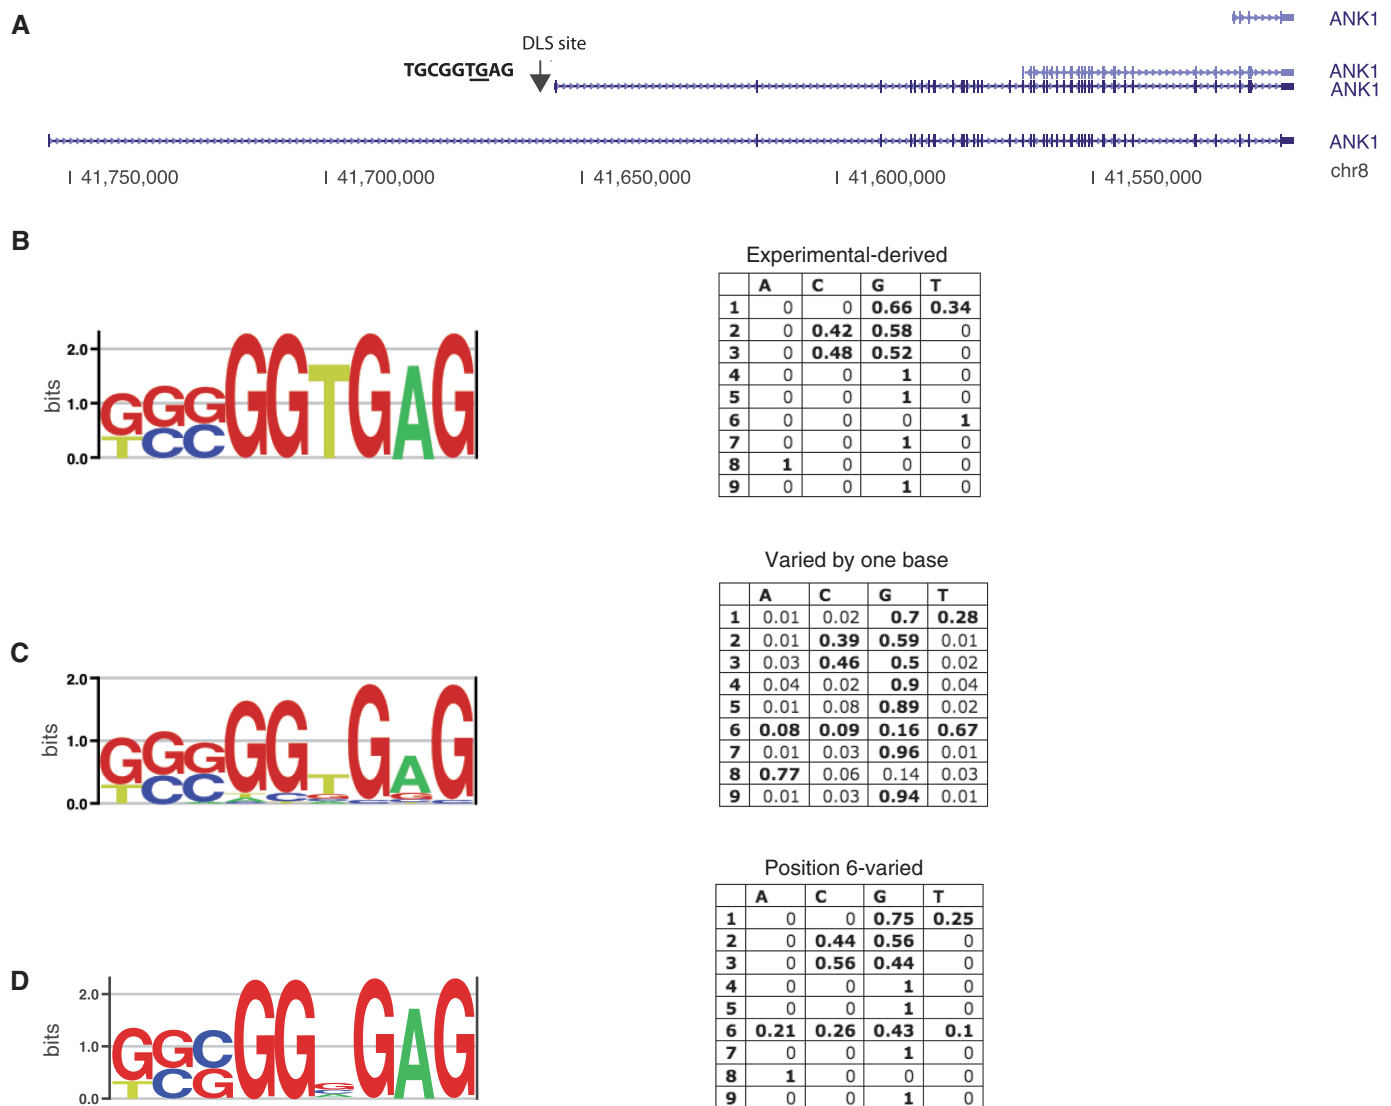 A
ANK1
DLS site
TGCGGTGAG
ANK1
ANK1
ANK1
41,750,000 41,700,000 41,650,000 41,600,000 41,550,000 chr8
B
Experimental-derived
A C G T
1 0 0 0.66 0.34
2 0 0.42 0.58 0
3 0 0.48 0.52 0
4 0 0 1 0
5 0 0 1 0
6 0 0 0 1
7 0 0 1 0
8 1 0 0 0
9 0 0 1 0
bits
2.0
1.0
0.0
G G G G G T G A G
T C C
Varied by one base
A C G T
1 0.01 0.02 0.7 0.28
2 0.01 0.39 0.59 0.01
3 0.03 0.46 0.5 0.02
4 0.04 0.02 0.9 0.04
5 0.01 0.08 0.89 0.02
6 0.08 0.09 0.16 0.67
7 0.01 0.03 0.96 0.01
8 0.77 0.06 0.14 0.03
9 0.01 0.03 0.94 0.01
C
bits
2.0
1.0
0.0
G G G G G T G A G
T C C A C G G
Position 6-varied
A C G T
1 0 0 0.75 0.25
2 0 0.44 0.56 0
3 0 0.56 0.44 0
4 0 0 1 0
5 0 0 1 0
6 0.21 0.26 0.43 0.1
7 0 0 1 0
8 1 0 0 0
9 0 0 1 0
D
bits
2.0
1.0
0.0
G G C G G G G A G
T C G C A